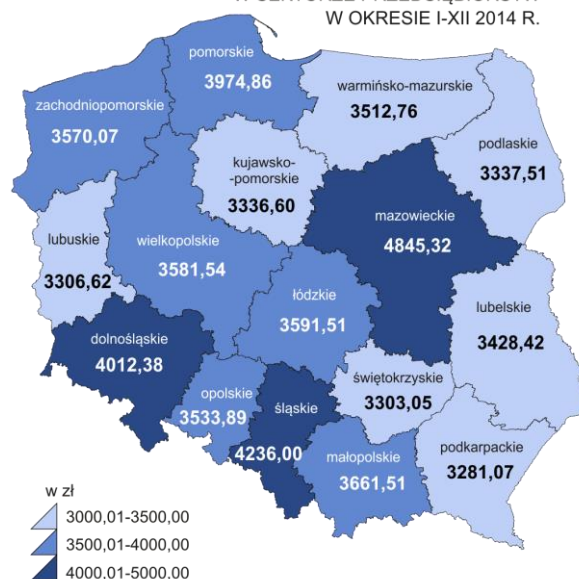 W OKRESIE I-XII 2014 R.
pomorskie
3974,86
warmińsko-mazurskie
3512,76
zachodniopomorskie
3570,07
podlaskie
3337,51
kujawsko-
-pomorskie
3336,60
mazowieckie
4845,32
lubuskie
3306,62
wielkopolskie
3581,54
łódzkie
3591,51
lubelskie
3428,42
dolnośląskie
4012,38
świętokrzyskie
3303,05
opolskie
3533,89
śląskie
4236,00
małopolskie
3661,51
podkarpackie
3281,07
w zł
3000,01-3500,00
3500,01-4000,00
4000,01-5000,00